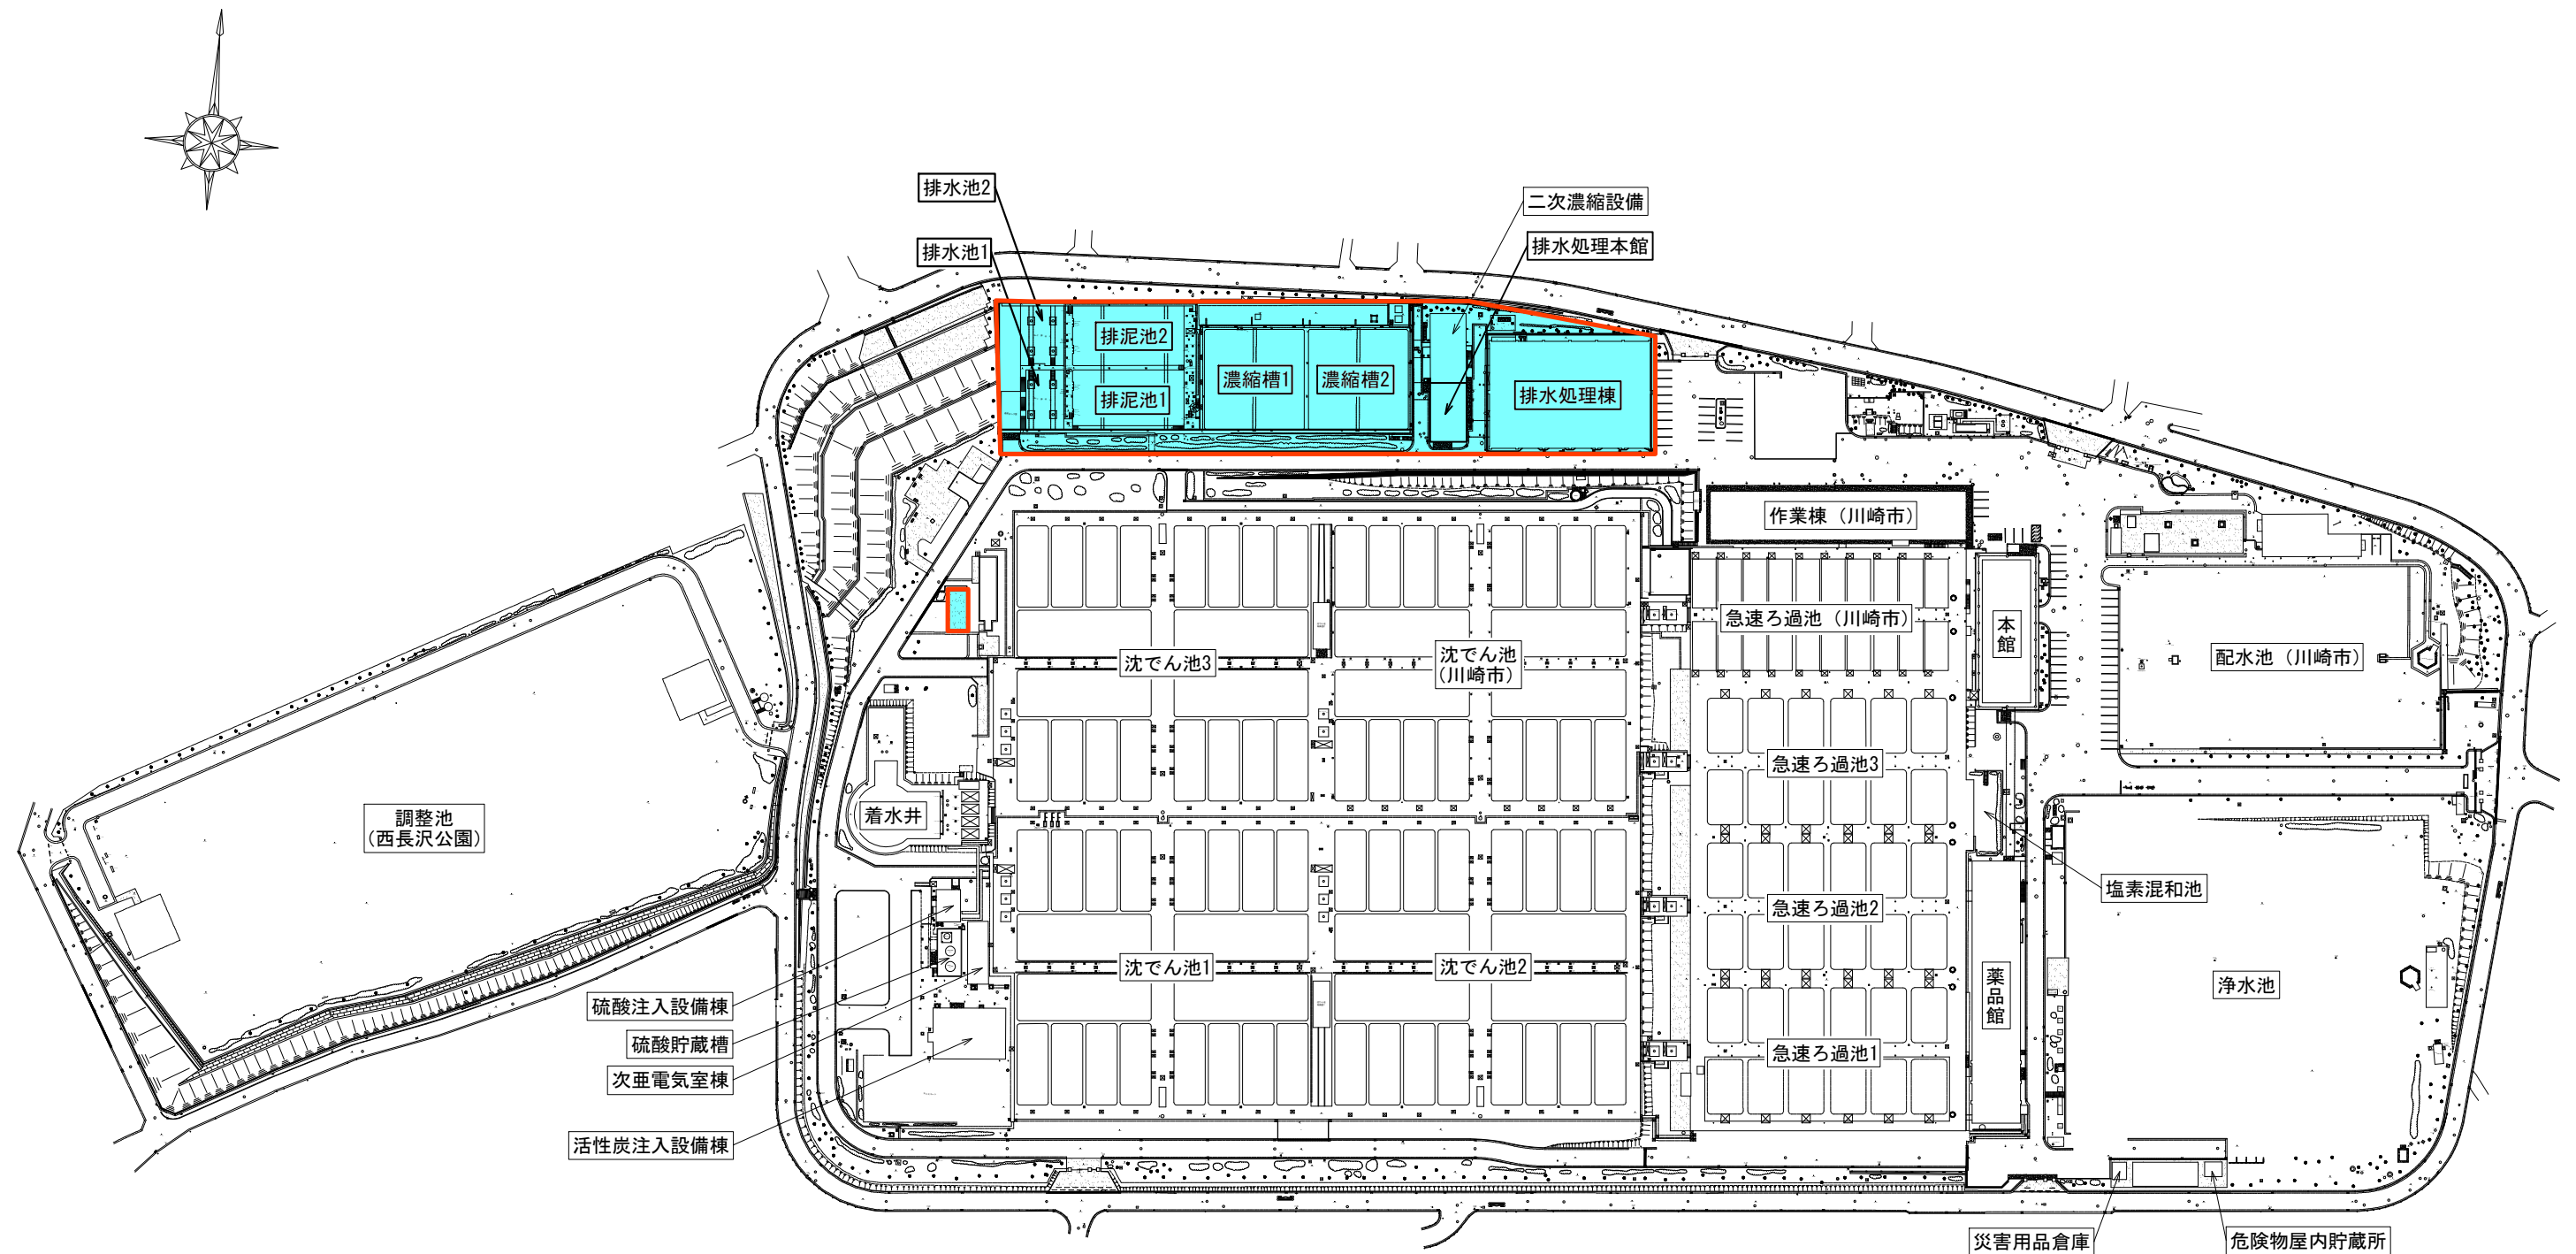 排水池2
二次濃縮設備
排水池1
排水処理本館
排泥池2
濃縮槽1
濃縮槽2
排泥池1
排水処理棟
作業棟（川崎市）
急速ろ過池（川崎市）
本館
沈でん池3
沈でん池
(川崎市)
配水池（川崎市）
急速ろ過池3
調整池
(西長沢公園)
着水井
塩素混和池
急速ろ過池2
沈でん池1
沈でん池2
薬品館
浄水池
硫酸注入設備棟
硫酸貯蔵槽
急速ろ過池1
次亜電気室棟
活性炭注入設備棟
災害用品倉庫
危険物屋内貯蔵所